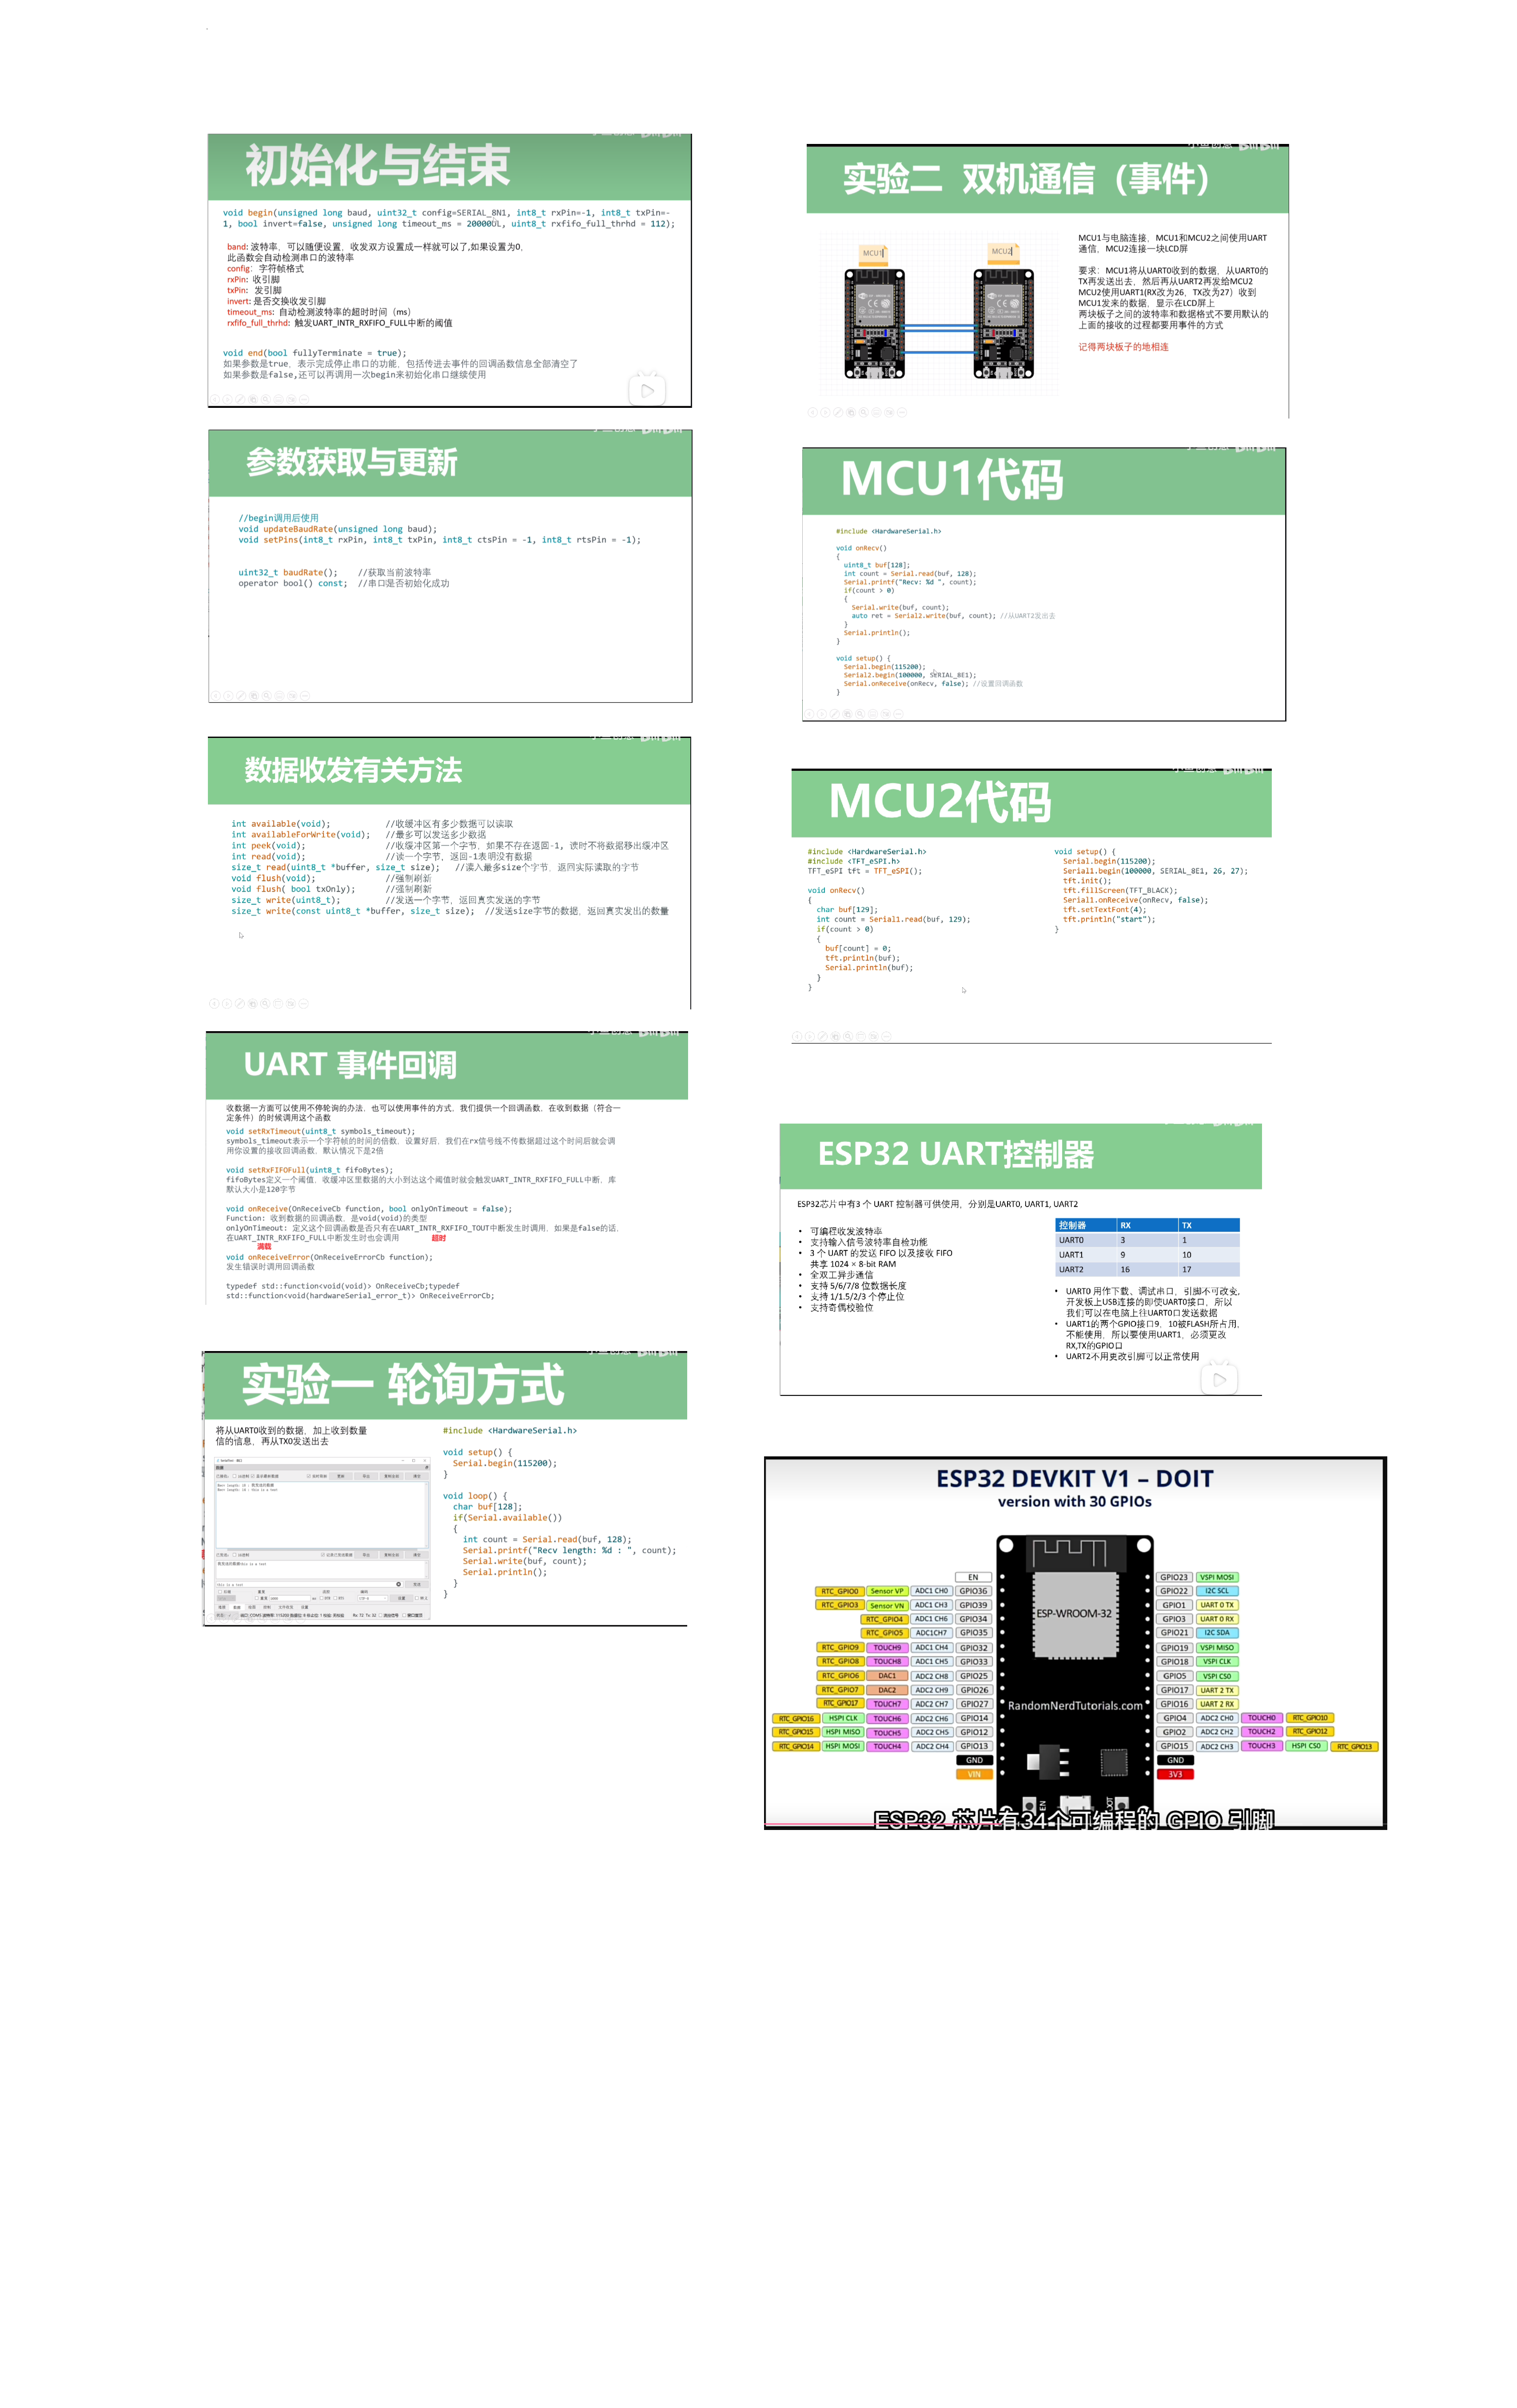 初始化与结束
void begin(unsigned long baud, uint32_t config=SERIAL_8N1, int8_t rxPin=-1, int8_t txPin=-
1, bool invert=false, unsigned long timeout_ms = 20000UL, uint8_t rxfifo_full_thrhd = 112);
band: 波特率，可以随便设置，收发双方设置成一样就可以了,如果设置为0,
此函数会自动检测串口的波特率
config: 字符帧格式
rxPin: 收引脚
txPin: 发引脚
invert: 是否交换收发引脚
timeout_ms: 自动检测波特率的超时时间（ms）
rxfifo_full_thrhd: 触发UART_INTR_RXFIFO_FULL中断的阈值
void end(bool fullyTerminate = true);
如果参数是true，表示完成停止串口的功能，包括传进去事件的回调函数信息全部清空了
如果参数是false,还可以再调用一次begin来初始化串口继续使用
参数获取与更新
//begin调用后使用
void updateBaudRate(unsigned long baud);
void setPins(int8_t rxPin, int8_t txPin, int8_t ctsPin = -1, int8_t rtsPin = -1);
uint32_t baudRate(); //获取当前波特率
operator bool() const; //串口是否初始化成功
数据收发有关方法
int available(void); //收缓冲区有多少数据可以读取
int availableForWrite(void); //最多可以发送多少数据
int peek(void); //收缓冲区第一个字节，如果不存在返回-1, 读时不将数据移出缓冲区
int read(void); //读一个字节，返回-1表明没有数据
size_t read(uint8_t *buffer, size_t size); //读入最多size个字节，返回实际读取的字节
void flush(void); //强制刷新
void flush( bool txOnly); //强制刷新
size_t write(uint8_t); //发送一个字节，返回真实发送的字节
size_t write(const uint8_t *buffer, size_t size); //发送size字节的数据，返回真实发出的数量
UART 事件回调
收数据一方面可以使用不停轮询的办法，也可以使用事件的方式，我们提供一个回调函数，在收到数据（符合一
定条件）的时候调用这个函数
void setRxTimeout(uint8_t symbols_timeout);
symbols_timeout表示一个字符帧的时间的倍数，设置好后，我们在rx信号线不传数据超过这个时间后就会调
用你设置的接收回调函数，默认情况下是2倍
void setRxFIFOFull(uint8_t fifoBytes);
fifoBytes定义一个阈值，收缓冲区里数据的大小到达这个阈值时就会触发UART_INTR_RXFIFO_FULL中断，库
默认大小是120字节
void onReceive(OnReceiveCb function, bool onlyOnTimeout = false);
Function: 收到数据的回调函数，是void(void)的类型
onlyOnTimeout: 定义这个回调函数是否只有在UART_INTR_RXFIFO_TOUT中断发生时调用，如果是false的话，
在UART_INTR_RXFIFO_FULL中断发生时也会调用 超时
满载
void onReceiveError(OnReceiveErrorCb function);
发生错误时调用回调函数
typedef std::function<void(void)> OnReceiveCb;typedef
std::function<void(hardwareSerial_error_t)> OnReceiveErrorCb;
实验一 轮询方式
将从UART0收到的数据，加上收到数量
信的信息，再从TX0发送出去
#include <HardwareSerial.h>
void setup() {
Serial.begin(115200);
}
void loop() {
char buf[128];
if(Serial.available())
{
int count = Serial.read(buf, 128);
Serial.printf("Recv length: %d : ", count);
Serial.write(buf, count);
Serial.println();
}
}
实验二 双机通信（事件）
MCU1
MCU2
MCU1与电脑连接，MCU1和MCU2之间使用UART
通信，MCU2连接一块LCD屏
要求：MCU1将从UART0收到的数据，从UART0的
TX再发送出去，然后再从UART2再发给MCU2
MCU2使用UART1(RX改为26，TX改为27）收到
MCU1发来的数据，显示在LCD屏上
两块板子之间的波特率和数据格式不要用默认的
上面的接收的过程都要用事件的方式
记得两块板子的地相连
MCU1代码
#include <HardwareSerial.h>
void onRecv()
{
uint8_t buf[128];
int count = Serial.read(buf, 128);
Serial.printf("Recv: %d ", count);
if(count > 0)
{
Serial.write(buf, count);
auto ret = Serial2.write(buf, count); //从UART2发出去
}
Serial.println();
}
void setup() {
Serial.begin(115200);
Serial2.begin(100000, SERIAL_8E1);
Serial.onReceive(onRecv, false); //设置回调函数
}
MCU2代码
#include <HardwareSerial.h>
#include <TFT_eSPI.h>
TFT_eSPI tft = TFT_eSPI();
void onRecv()
{
char buf[129];
int count = Serial1.read(buf, 129);
if(count > 0)
{
buf[count] = 0;
tft.println(buf);
Serial.println(buf);
}
}
void setup() {
Serial.begin(115200);
Serial1.begin(100000, SERIAL_8E1, 26, 27);
tft.init();
tft.fillScreen(TFT_BLACK);
Serial1.onReceive(onRecv, false);
tft.setTextFont(4);
tft.println("start");
}
ESP32 UART控制器
ESP32芯片中有3 个 UART 控制器可供使用，分别是UART0, UART1, UART2
• 可编程收发波特率
• 支持输入信号波特率自检功能
• 3 个 UART 的发送 FIFO 以及接收 FIFO
共享 1024 × 8-bit RAM
• 全双工异步通信
• 支持 5/6/7/8 位数据长度
• 支持 1/1.5/2/3 个停止位
• 支持奇偶校验位
控制器 RX TX
UART0 3 1
UART1 9 10
UART2 16 17
• UART0 用作下载、调试串口，引脚不可改变,
开发板上USB连接的即使UART0接口，所以
我们可以在电脑上往UART0口发送数据
• UART1的两个GPIO接口9，10被FLASH所占用,
不能使用，所以要使用UART1，必须更改
RX,TX的GPIO口
• UART2不用更改引脚可以正常使用
ESP32 DEVKIT V1 – DOIT
version with 30 GPIOs
ESP-WROOM-32
RandomNerdTutorials.com
EN
RTC_GPIO0 Sensor VP ADC1 CH0 GPIO36
RTC_GPIO3 Sensor VN ADC1 CH3 GPIO39
RTC_GPIO4 ADC1 CH6 GPIO34
RTC_GPIO5 ADC1CH7 GPIO35
RTC_GPIO9 TOUCH9 ADC1 CH4 GPIO32
RTC_GPIO8 TOUCH8 ADC1 CH5 GPIO33
RTC_GPIO6 DAC1 ADC2 CH8 GPIO25
RTC_GPIO7 DAC2 ADC2 CH9 GPIO26
RTC_GPIO17 TOUCH7 ADC2 CH7 GPIO27
RTC_GPIO16 HSPI CLK TOUCH6 ADC2 CH6 GPIO14
RTC_GPIO15 HSPI MISO TOUCH5 ADC2 CH5 GPIO12
RTC_GPIO14 HSPI MOSI TOUCH4 ADC2 CH4 GPIO13
GND
VIN
GPIO23 VSPI MOSI
GPIO22 I2C SCL
GPIO1 UART 0 TX
GPIO3 UART 0 RX
GPIO21 I2C SDA
GPIO19 VSPI MISO
GPIO18 VSPI CLK
GPIO5 VSPI CS0
GPIO17 UART 2 TX
GPIO16 UART 2 RX
GPIO4 ADC2 CH0 TOUCH0 RTC_GPIO10
GPIO2 ADC2 CH2 TOUCH2 RTC_GPIO12
GPIO15 ADC2 CH3 TOUCH3 HSPI CS0 RTC_GPIO13
GND
3V3
EN
ESP32 芯片有34个可编程的 GPIO 引脚